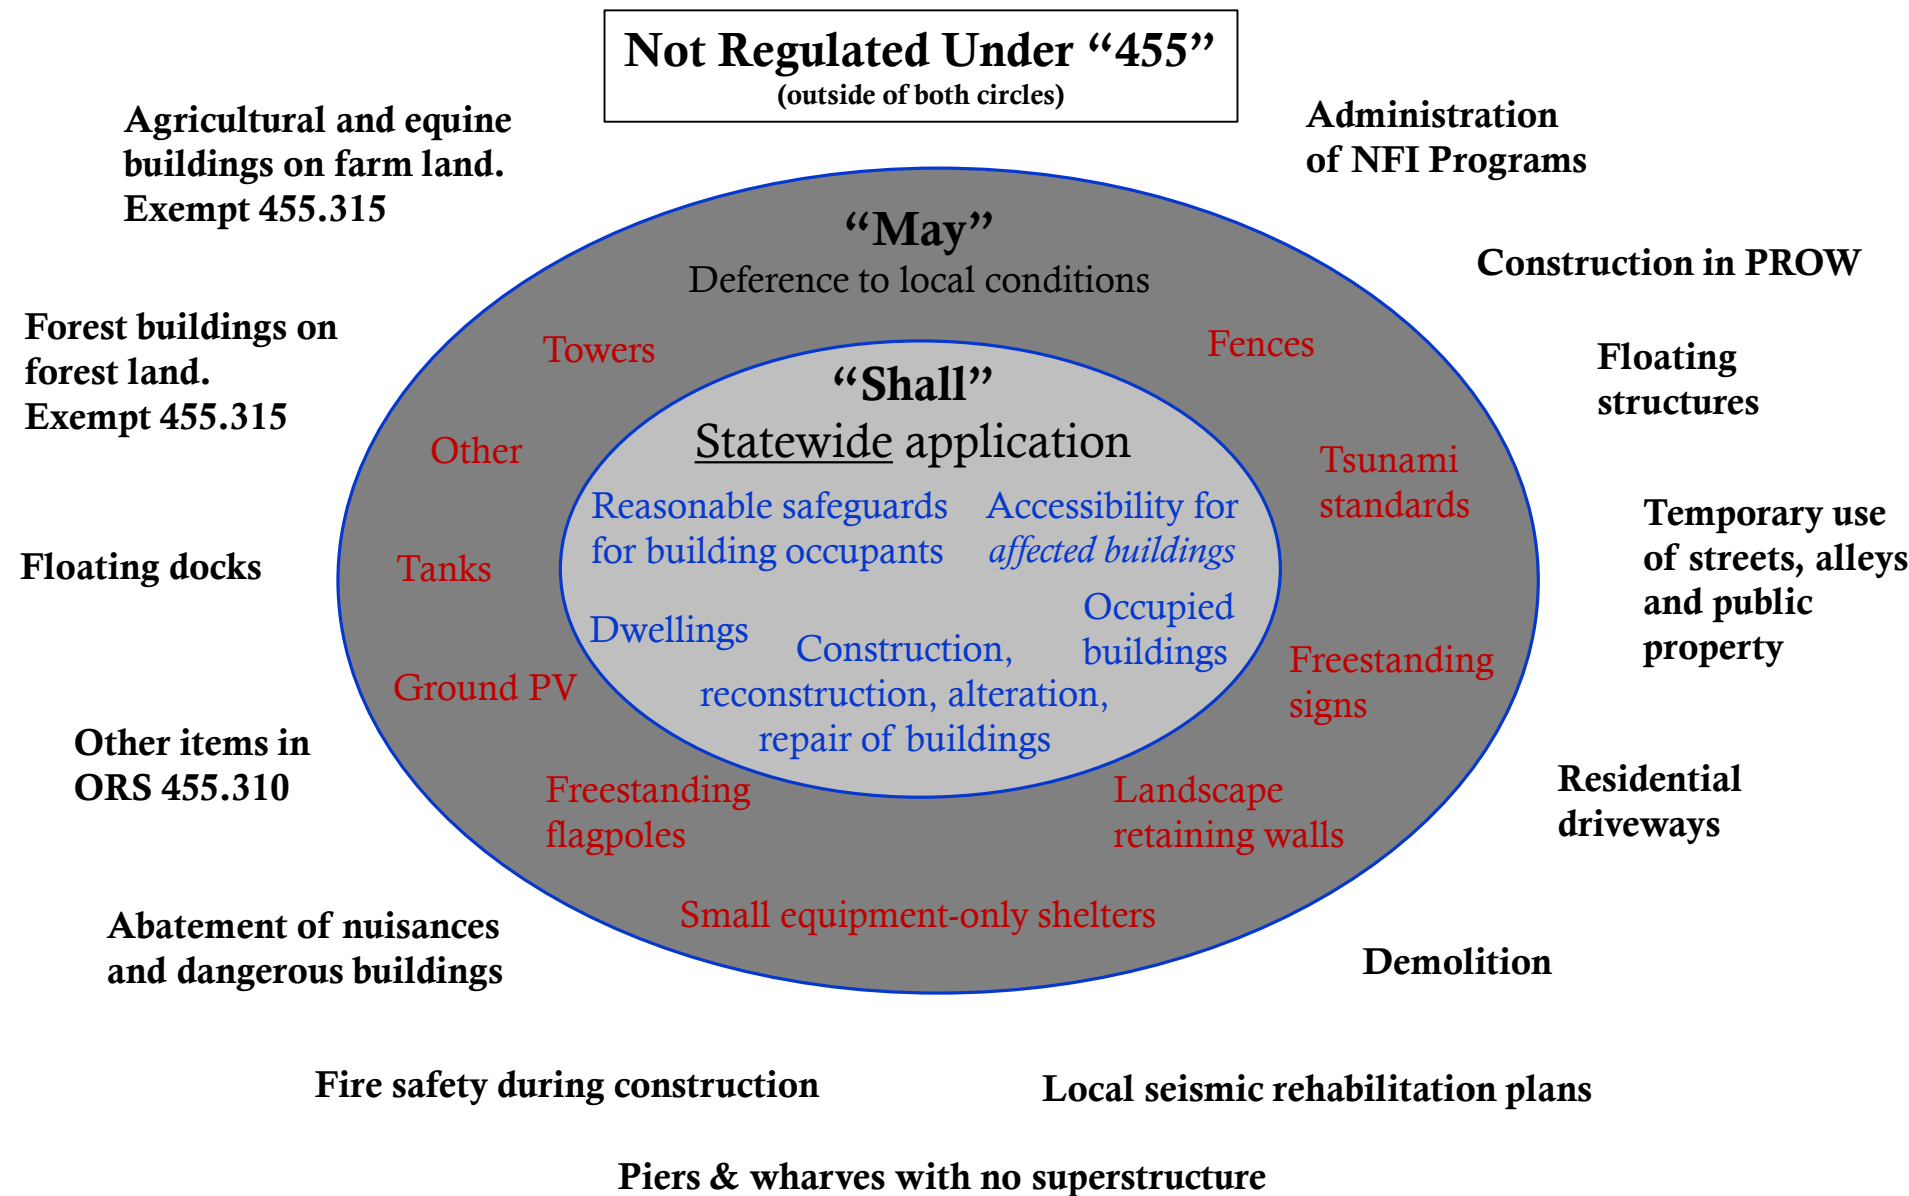 Not Regulated Under “455”
(outside of both circles)
Agricultural and equine
buildings on farm land.
Exempt 455.315
Administration
of NFI Programs
“May”
Deference to local conditions
Construction in PROW
Forest buildings on
forest land.
Exempt 455.315
Towers
Fences
Floating
structures
“Shall”
Statewide application
Other
Tsunami
standards
Reasonable safeguards
for building occupants
Accessibility for
affected buildings
Temporary use
of streets, alleys
and public
property
Floating docks
Tanks
Dwellings
Occupied
buildings
Construction,
reconstruction, alteration,
repair of buildings
Ground PV
Freestanding
signs
Other items in
ORS 455.310
Freestanding
flagpoles
Landscape
retaining walls
Residential
driveways
Small equipment-only shelters
Abatement of nuisances
and dangerous buildings
Demolition
Fire safety during construction
Local seismic rehabilitation plans
Piers & wharves with no superstructure